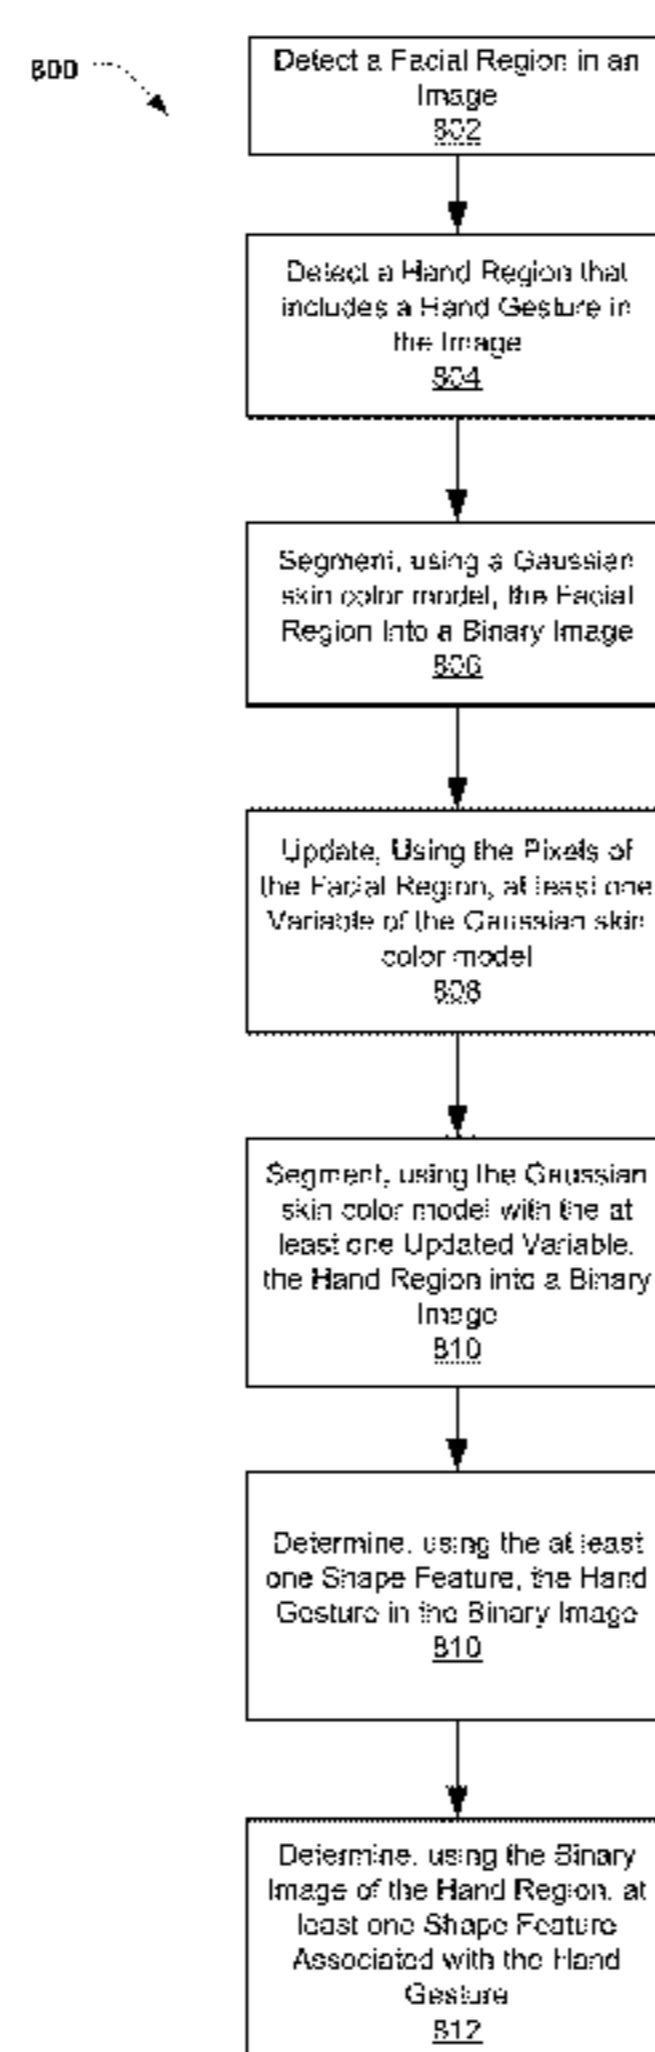 800
Detect a Facial Region in an
Image
802
Detect a Hand Region that
includes a Hand Gesture in
the Image
804
Segment, using a Gaussian
skin color model, the Facial
Region Into a Binary Image
806
Update, Using the Pixels of
the Facial Region, at least one
Variable of the Gaussian skin
color model
808
Segment, using the Gaussian
skin color model with the at
least one Updated Variable,
the Hand Region into a Binary
Image
810
Determine, using the at least
one Shape Feature, the Hand
Gesture in the Binary Image
810
Determine, using the Binary
Image of the Hand Region, at
least one Shape Feature
Associated with the Hand
Gesture
812